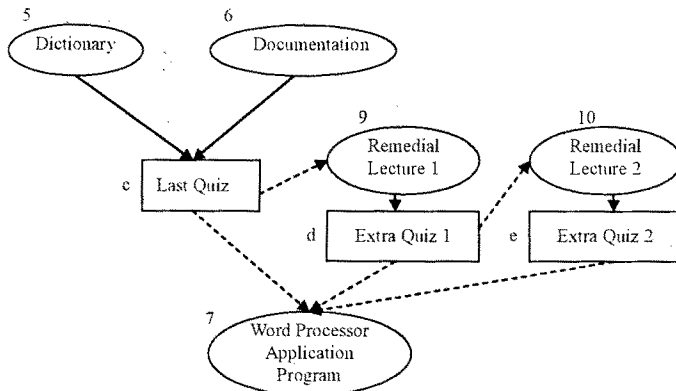 5
Dictionary
6
Documentation
c
Last Quiz
9
Remedial
Lecture 1
10
Remedial
Lecture 2
d
Extra Quiz 1
e
Extra Quiz 2
7
Word Processor
Application
Program